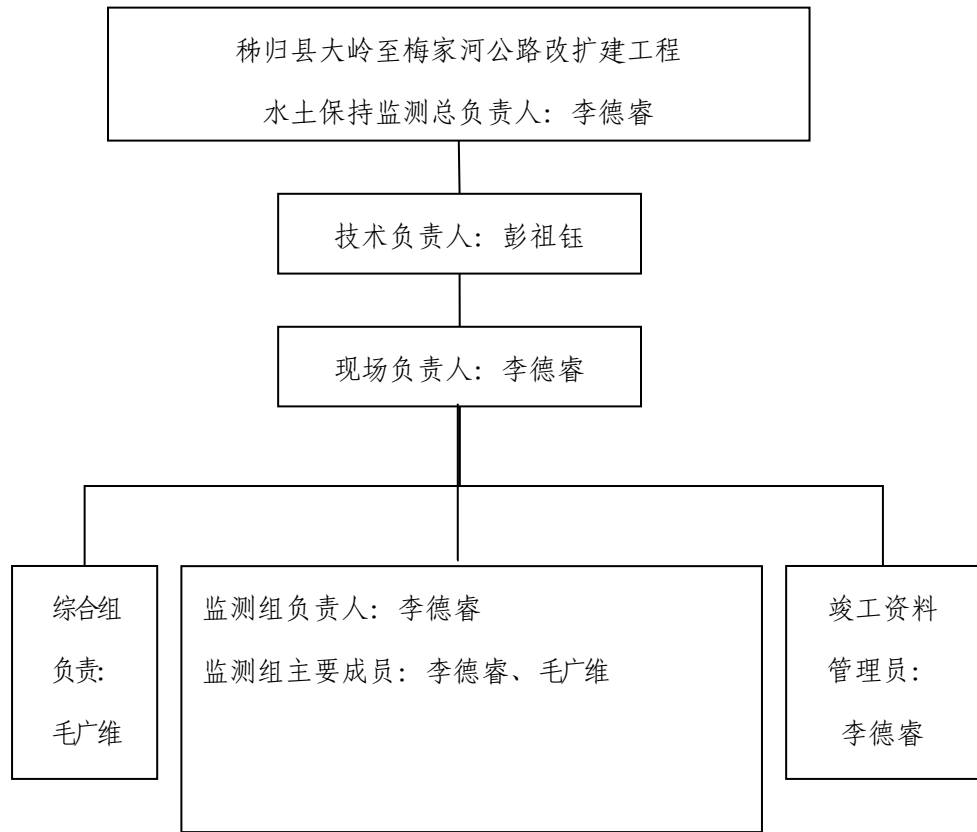 秭归县大岭至梅家河公路改扩建工程
水土保持监测总负责人：李德睿
技术负责人：彭祖钰
现场负责人：李德睿
综合组
负责：
毛广维
监测组负责人：李德睿
监测组主要成员：李德睿、毛广维
竣工资料
管理员：
李德睿